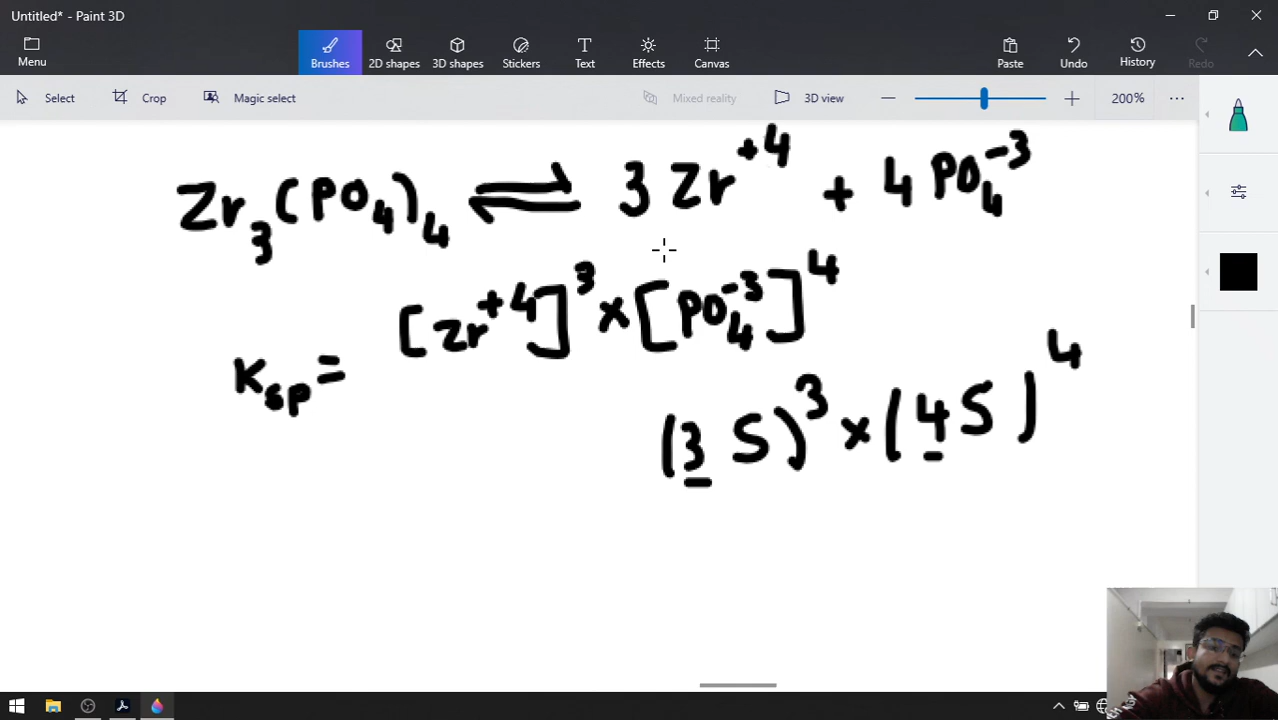 Untitled* - Paint 3D
Menu
Brushes 2D shapes 3D shapes Stickers Text Effects Canvas Paste Undo History Redo
Select Crop Magic select Mixed reality 3D view 200%
Zr₃(PO₄)₄ ⇌ 3 Zr⁺⁴ + 4 PO₄⁻³
Ksp = [Zr⁺⁴]³ × [PO₄⁻³]⁴
(3 S)³ × (4 S)⁴